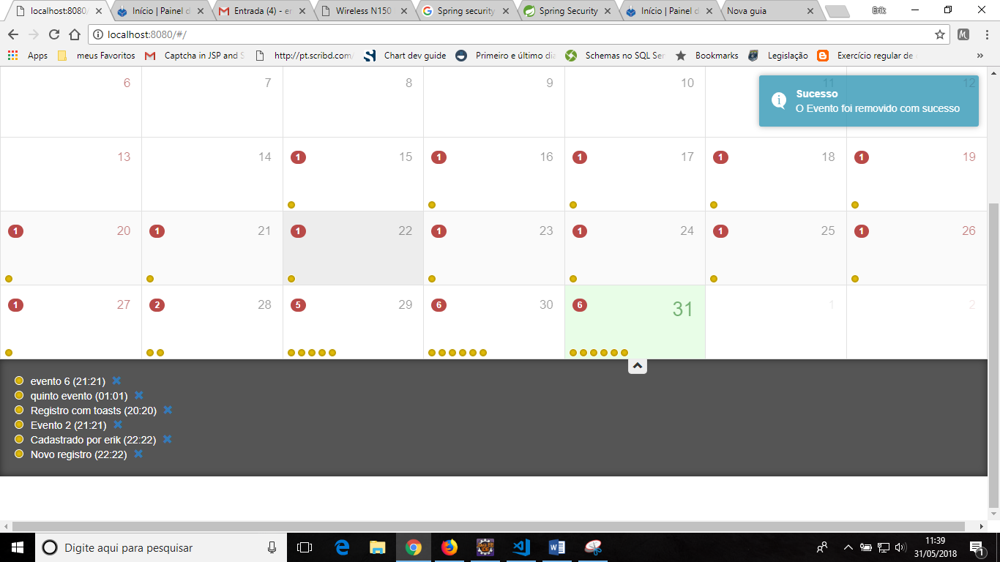 localhost:8080/ Início | Painel d Entrada (4) - er Wireless N150 Spring security Spring Security Início | Painel d Nova guia Erik
localhost:8080/#/
Apps meus Favoritos Captcha in JSP and S http://pt.scribd.com/ Chart dev guide Primeiro e último dia Schemas no SQL Ser Bookmarks Legislação Exercício regular de »
6 7 8 9 10 11 12
Sucesso
O Evento foi removido com sucesso
13 14 1 15 1 16 1 17 1 18 1 19
1 20 1 21 1 22 1 23 1 24 1 25 1 26
1 27 2 28 5 29 6 30 6 31 1 2
evento 6 (21:21)
quinto evento (01:01)
Registro com toasts (20:20)
Evento 2 (21:21)
Cadastrado por erik (22:22)
Novo registro (22:22)
Digite aqui para pesquisar
11:39
31/05/2018
1